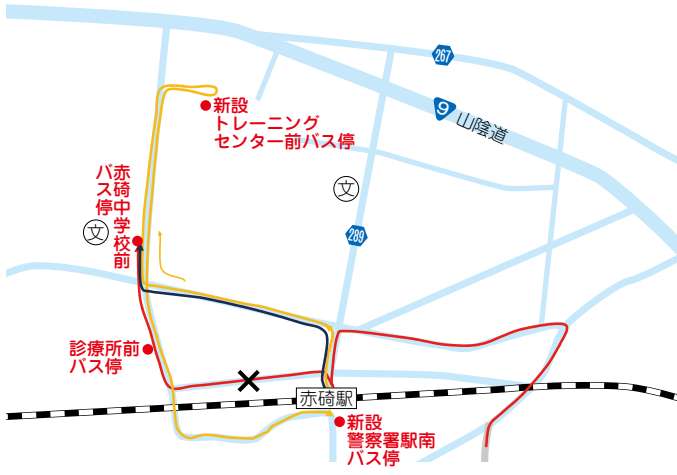 267
新設
トレーニング
センター前バス停
9
山陰道
文
赤碕中学校前
バス停
文
289
診療所前
バス停
赤碕駅
新設
警察署駅南
バス停